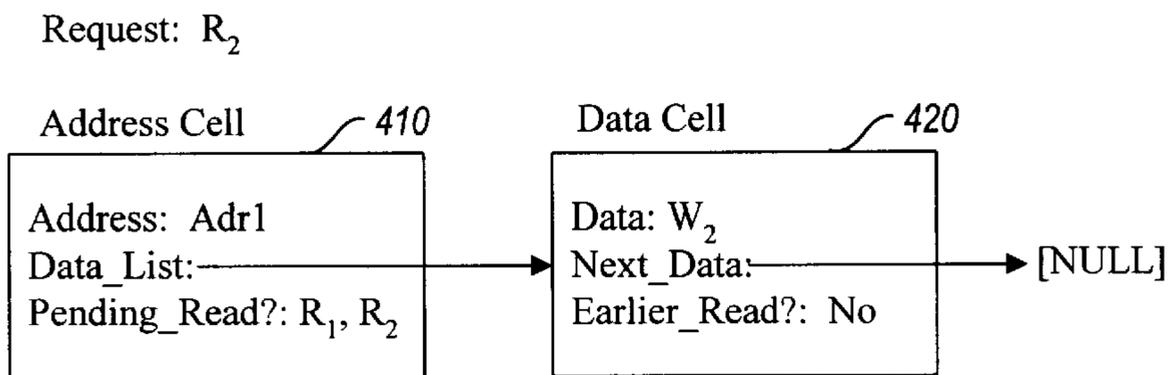 Request: R₂
Address Cell 410
Data Cell 420
Address: Adr1
Data_List:
Pending_Read?: R₁, R₂
Data: W₂
Next_Data:
Earlier_Read?: No
[NULL]